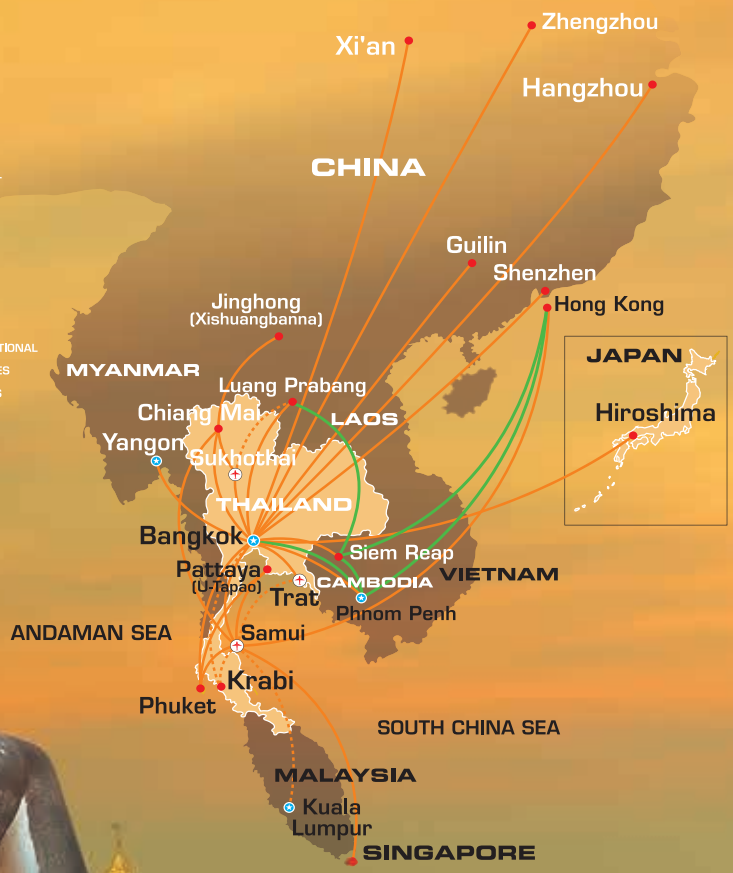 Zhengzhou
Xi'an
Hangzhou
CHINA
Guilin
Shenzhen
Hong Kong
Jinghong
(Xishuangbanna)
MYANMAR
JAPAN
Luang Prabang
Chiang Mai
LAOS
Hiroshima
Yangon
Sukhothai
THAILAND
Bangkok
Siem Reap
Pattaya
(U-Tapao)
CAMBODIA
VIETNAM
Trat
Phnom Penh
ANDAMAN SEA
Samui
Krabi
Phuket
SOUTH CHINA SEA
MALAYSIA
Kuala
Lumpur
SINGAPORE